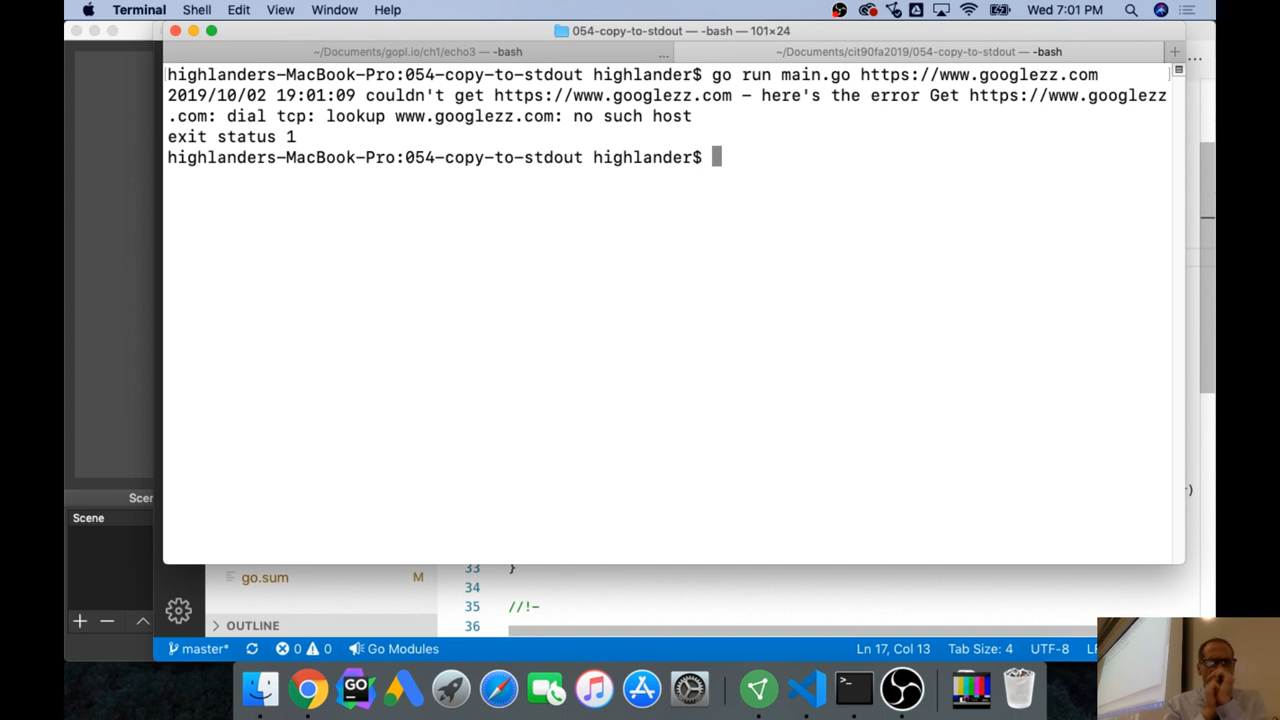 Terminal Shell Edit View Window Help Wed 7:01 PM
054-copy-to-stdout — -bash — 101×24
~/Documents/gopl.io/ch1/echo3 — -bash ... ~/Documents/cit90fa2019/054-copy-to-stdout — -bash + ...
highlanders-MacBook-Pro:054-copy-to-stdout highlander$ go run main.go https://www.googlezz.com
2019/10/02 19:01:09 couldn't get https://www.googlezz.com - here's the error Get https://www.googlezz
.com: dial tcp: lookup www.googlezz.com: no such host
exit status 1
highlanders-MacBook-Pro:054-copy-to-stdout highlander$
)
Scene
33 }
go.sum M
34
35 //!-
OUTLINE
36
master* 0 0 Go Modules Ln 17, Col 13 Tab Size: 4 UTF-8
GO
>_